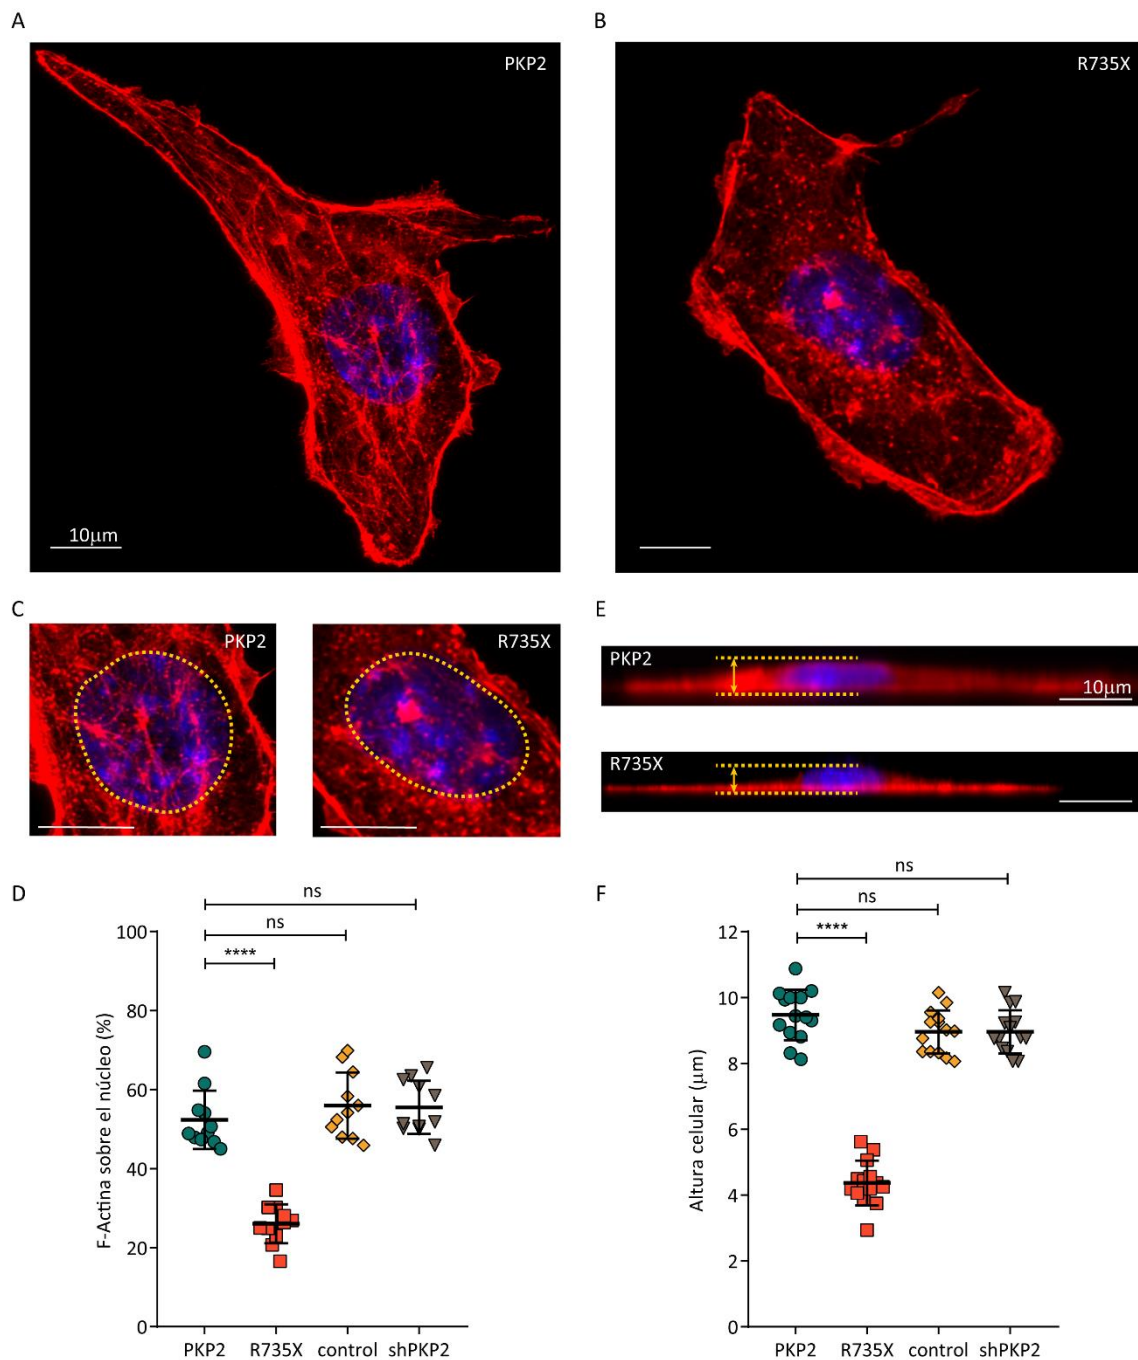 A
PKP2
10μm
B
R735X
C
PKP2
R735X
E
PKP2
10μm
R735X
D
ns
ns
****
F-Actina sobre el núcleo (%)
100
80
60
40
20
0
PKP2 R735X control shPKP2
F
ns
ns
****
Altura celular (μm)
12
10
8
6
4
2
0
PKP2 R735X control shPKP2